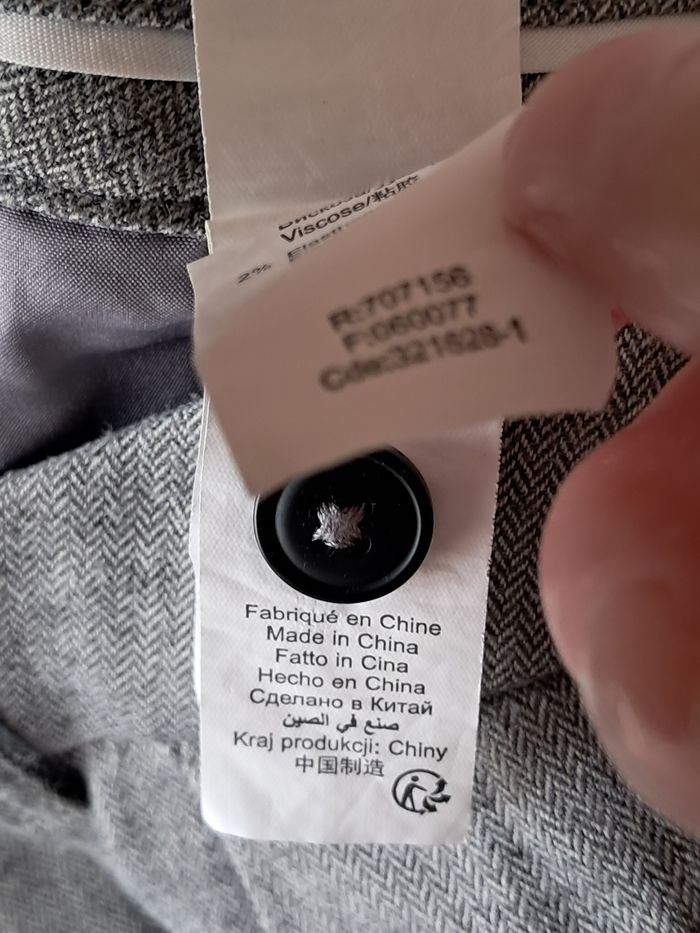 Viscose/粘胶
2%
R:707156
F:060077
Cde:321628-1
Fabriqué en Chine
Made in China
Fatto in Cina
Hecho en China
Сделано в Китай
صنع في الصين
Kraj produkcji: Chiny
中国制造